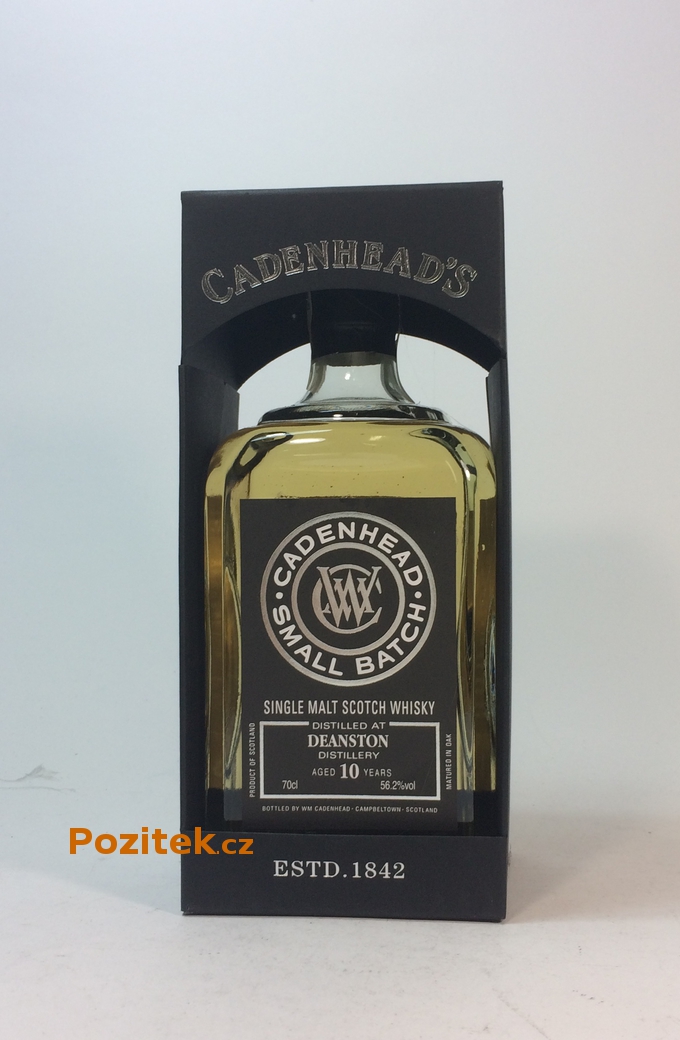 CADENHEAD'S
CADENHEAD
WC
SMALL BATCH
SINGLE MALT SCOTCH WHISKY
DISTILLED AT
DEANSTON
DISTILLERY
AGED 10 YEARS
70cl 56.2%vol
PRODUCT OF SCOTLAND
MATURED IN OAK
BOTTLED BY WM CADENHEAD · CAMPBELTOWN · SCOTLAND
Pozitek.cz
ESTD.1842